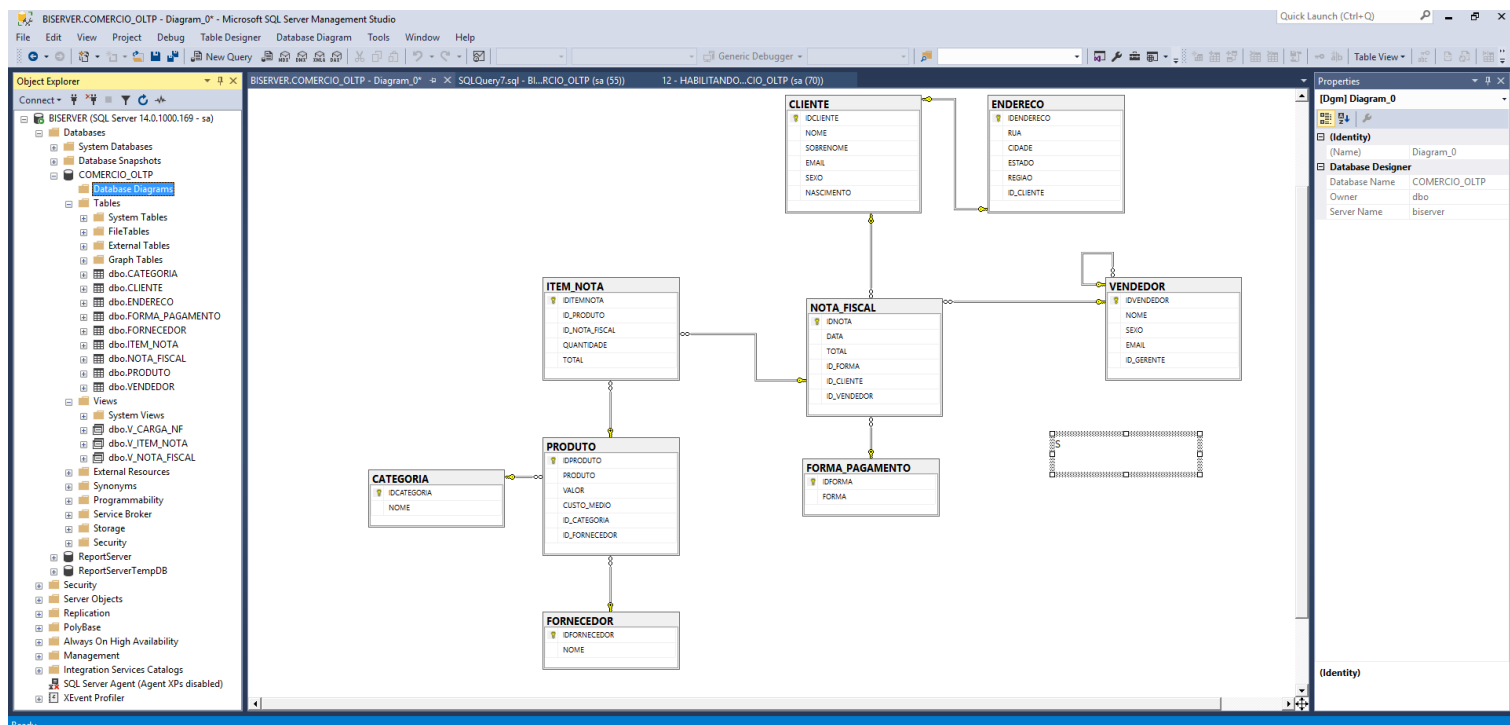 BISERVER.COMERCIO_OLTP - Diagram_0* - Microsoft SQL Server Management Studio
Quick Launch (Ctrl+Q)
File Edit View Project Debug Table Designer Database Diagram Tools Window Help
New Query
Generic Debugger
Table View
Object Explorer
Connect
BISERVER (SQL Server 14.0.1000.169 - sa)
Databases
System Databases
Database Snapshots
COMERCIO_OLTP
Database Diagrams
Tables
System Tables
FileTables
External Tables
Graph Tables
dbo.CATEGORIA
dbo.CLIENTE
dbo.ENDERECO
dbo.FORMA_PAGAMENTO
dbo.FORNECEDOR
dbo.ITEM_NOTA
dbo.NOTA_FISCAL
dbo.PRODUTO
dbo.VENDEDOR
Views
System Views
dbo.V_CARGA_NF
dbo.V_ITEM_NOTA
dbo.V_NOTA_FISCAL
External Resources
Synonyms
Programmability
Service Broker
Storage
Security
ReportServer
ReportServerTempDB
Security
Server Objects
Replication
PolyBase
Always On High Availability
Management
Integration Services Catalogs
SQL Server Agent (Agent XPs disabled)
XEvent Profiler
BISERVER.COMERCIO_OLTP - Diagram_0*
SQLQuery7.sql - BI...RCIO_OLTP (sa (55))
12 - HABILITANDO...CIO_OLTP (sa (70))
CLIENTE
IDCLIENTE
NOME
SOBRENOME
EMAIL
SEXO
NASCIMENTO
ENDERECO
IDENDERECO
RUA
CIDADE
ESTADO
REGIAO
ID_CLIENTE
ITEM_NOTA
IDITEMNOTA
ID_PRODUTO
ID_NOTA_FISCAL
QUANTIDADE
TOTAL
NOTA_FISCAL
IDNOTA
DATA
TOTAL
ID_FORMA
ID_CLIENTE
ID_VENDEDOR
VENDEDOR
IDVENDEDOR
NOME
SEXO
EMAIL
ID_GERENTE
S
PRODUTO
IDPRODUTO
PRODUTO
VALOR
CUSTO_MEDIO
ID_CATEGORIA
ID_FORNECEDOR
CATEGORIA
IDCATEGORIA
NOME
FORMA_PAGAMENTO
IDFORMA
FORMA
FORNECEDOR
IDFORNECEDOR
NOME
Properties
[Dgm] Diagram_0
(Identity)
(Name) Diagram_0
Database Designer
Database Name COMERCIO_OLTP
Owner dbo
Server Name biserver
(Identity)